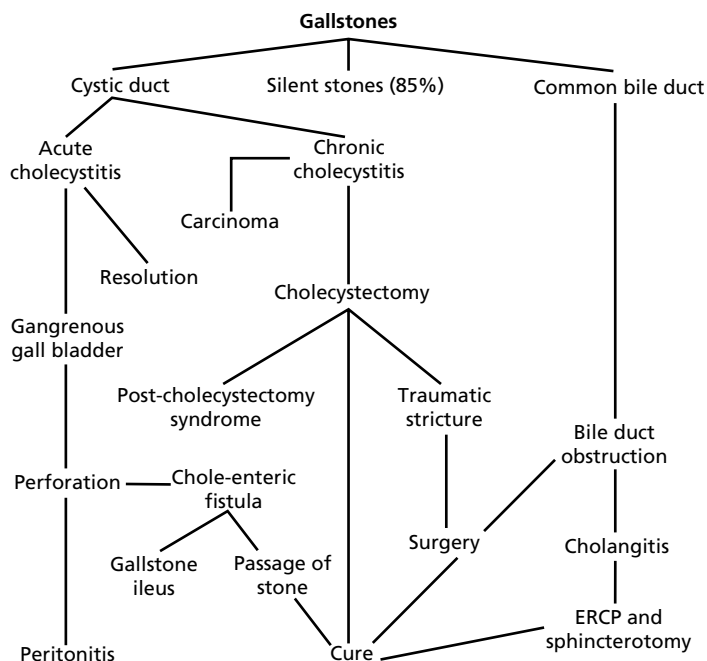 Gallstones
Cystic duct
Silent stones (85%)
Common bile duct
Acute
cholecystitis
Chronic
cholecystitis
Carcinoma
Resolution
Cholecystectomy
Gangrenous
gall bladder
Post-cholecystectomy
syndrome
Traumatic
stricture
Bile duct
obstruction
Perforation
Chole-enteric
fistula
Surgery
Cholangitis
Gallstone
ileus
Passage of
stone
ERCP and
sphincterotomy
Peritonitis
Cure